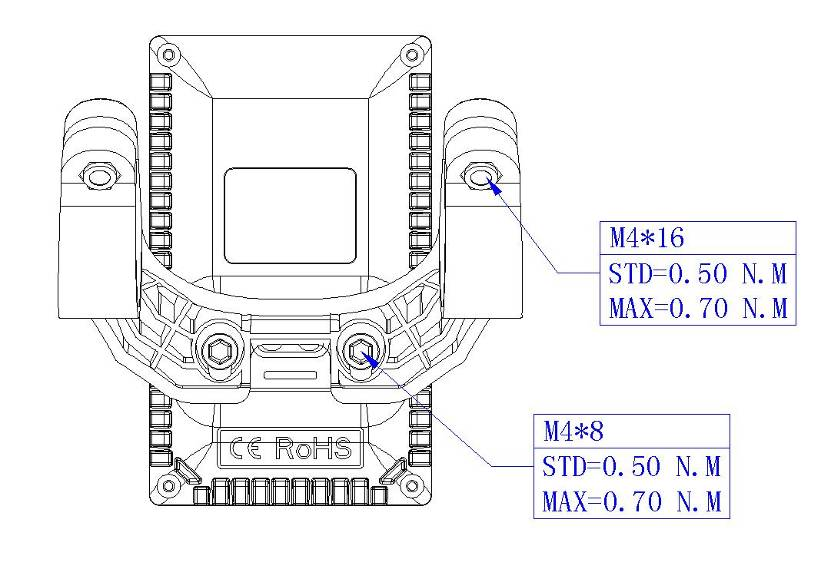 M4*16
STD=0.50 N.M
MAX=0.70 N.M
M4*8
STD=0.50 N.M
MAX=0.70 N.M
CE RoHS